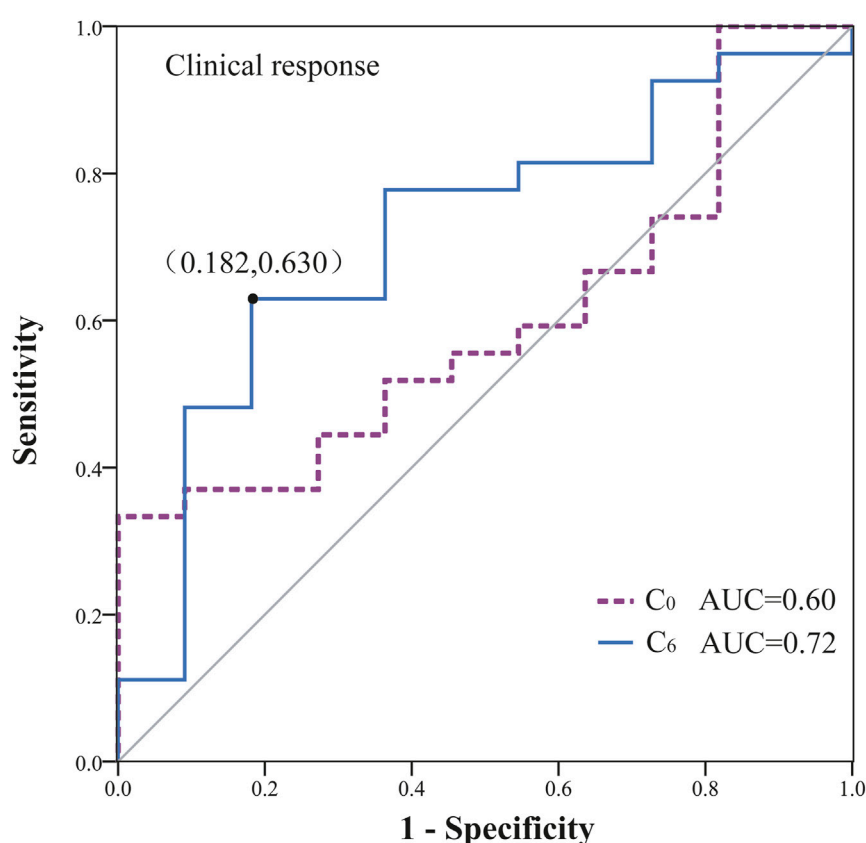 Clinical response
（0.182,0.630）
Sensitivity
1.0
0.8
0.6
0.4
0.2
0.0
C0 AUC=0.60
C6 AUC=0.72
0.0 0.2 0.4 0.6 0.8 1.0
1 - Specificity